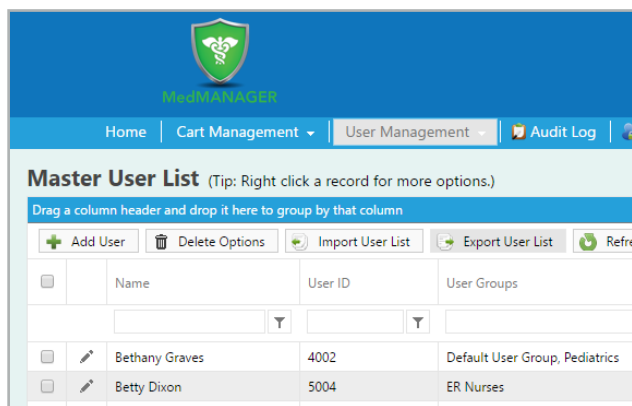 MedMANAGER
Home Cart Management User Management Audit Log
Master User List (Tip: Right click a record for more options.)
Drag a column header and drop it here to group by that column
Add User Delete Options Import User List Export User List Refre
Name User ID User Groups
Bethany Graves 4002 Default User Group, Pediatrics
Betty Dixon 5004 ER Nurses